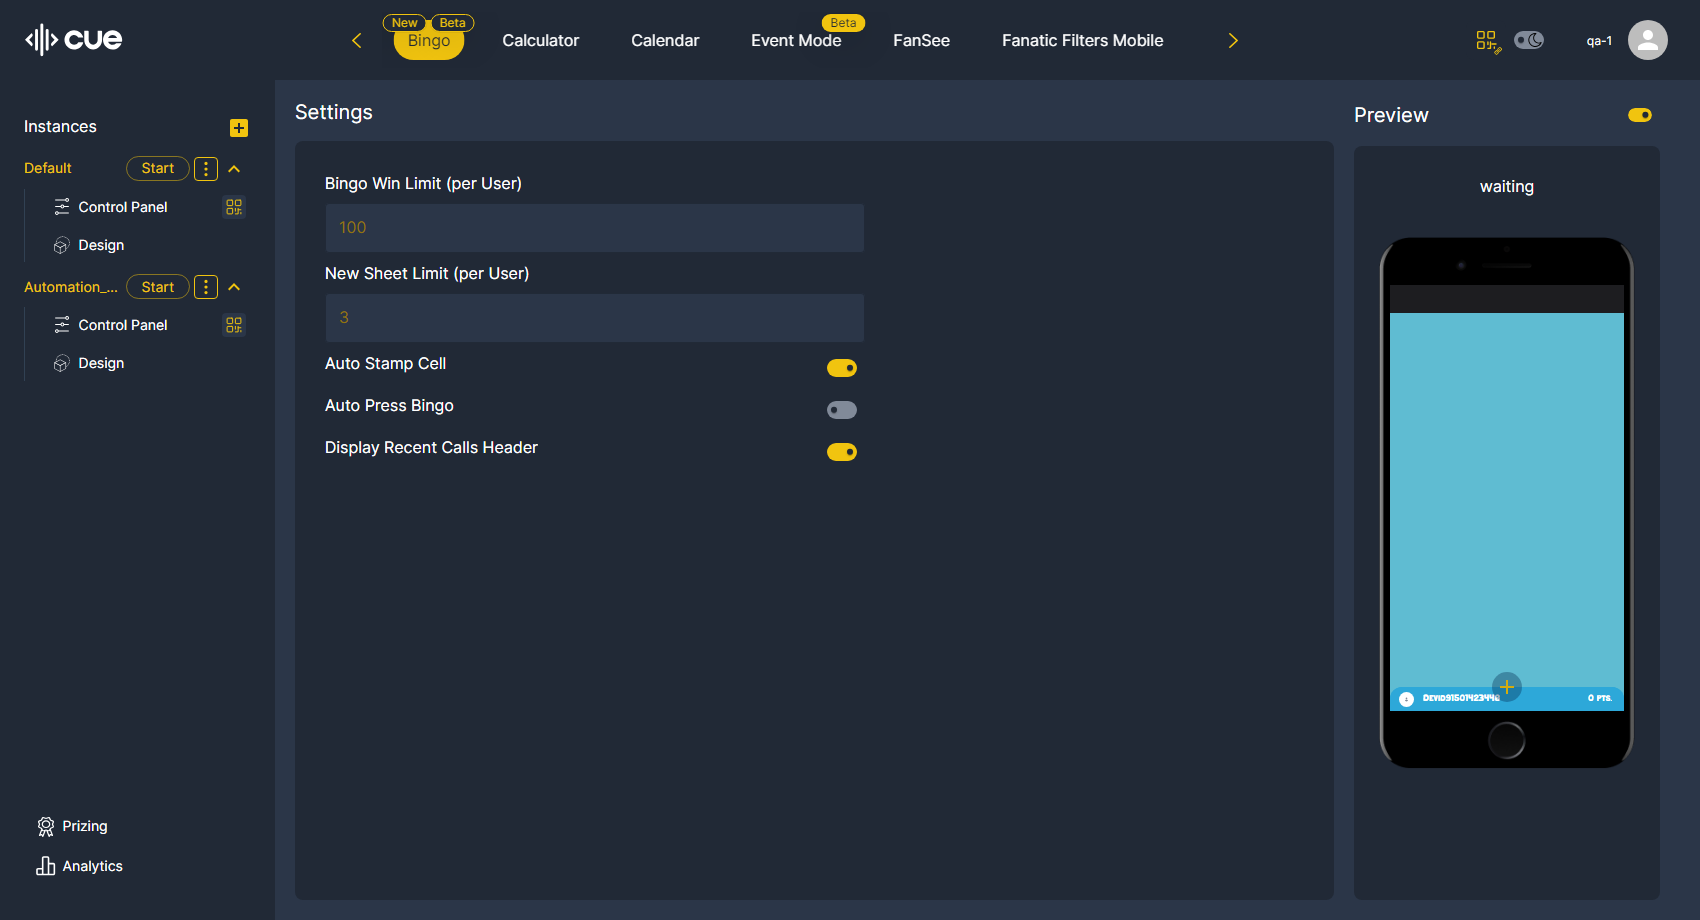 cue
New
Beta
Bingo
Calculator
Calendar
Beta
Event Mode
FanSee
Fanatic Filters Mobile
qa-1
Instances
Default
Start
Control Panel
Design
Automation_...
Start
Control Panel
Design
Prizing
Analytics
Settings
Bingo Win Limit (per User)
100
New Sheet Limit (per User)
3
Auto Stamp Cell
Auto Press Bingo
Display Recent Calls Header
Preview
waiting
0 PTS.